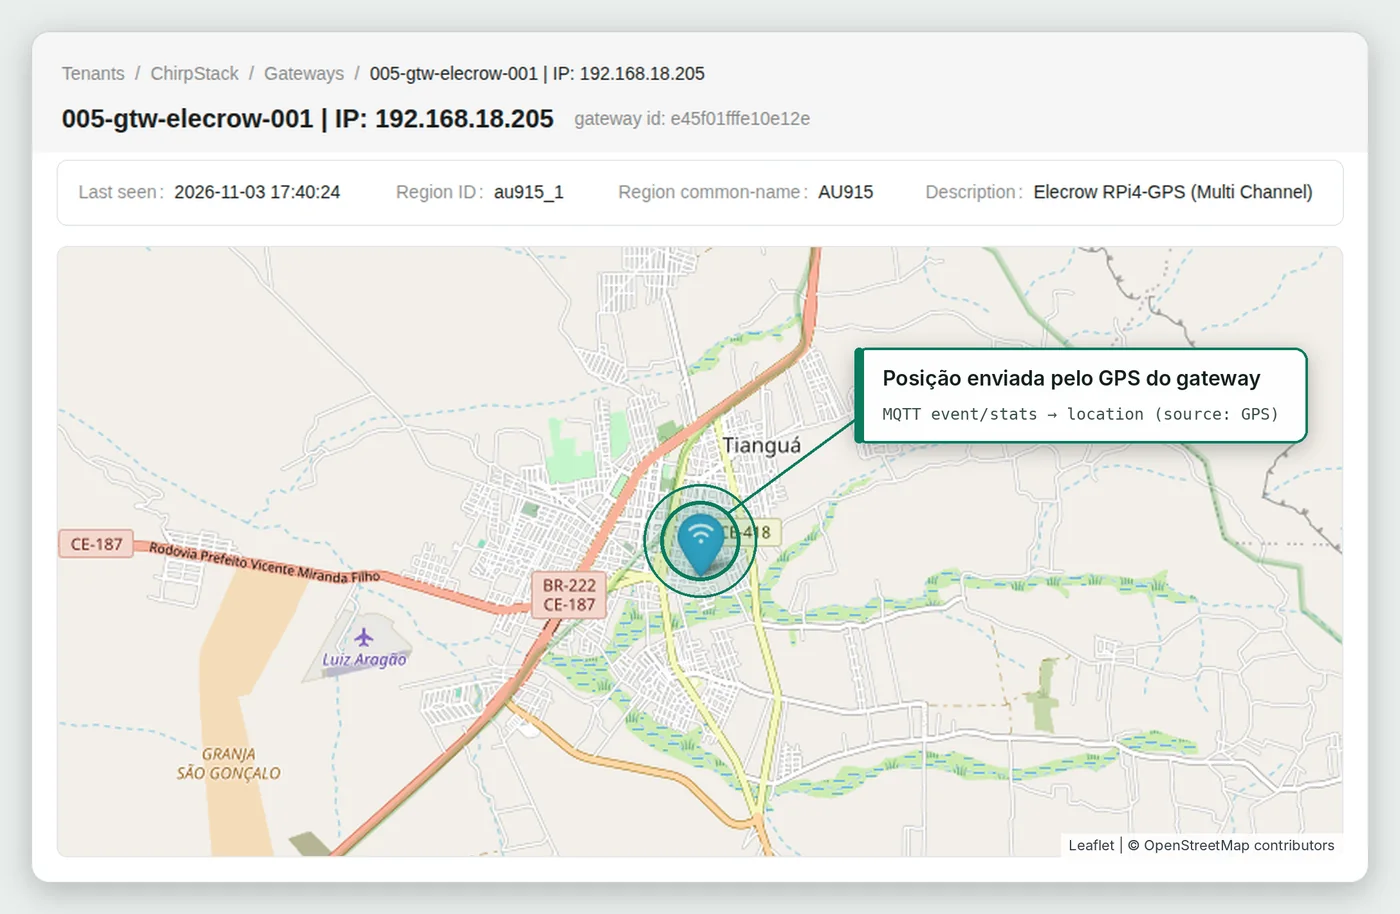 Tenants / ChirpStack / Gateways / 005-gtw-elecrow-001 | IP: 192.168.18.205
005-gtw-elecrow-001 | IP: 192.168.18.205 gateway id: e45f01fffe10e12e
Last seen: 2026-11-03 17:40:24 Region ID: au915_1 Region common-name: AU915 Description: Elecrow RPi4-GPS (Multi Channel)
Posição enviada pelo GPS do gateway
MQTT event/stats → location (source: GPS)
Tianguá
CE-418
CE-187
Rodovia Prefeito Vicente Miranda Filho
BR-222
CE-187
Luiz Aragão
GRANJA
SÃO GONÇALO
Leaflet | © OpenStreetMap contributors